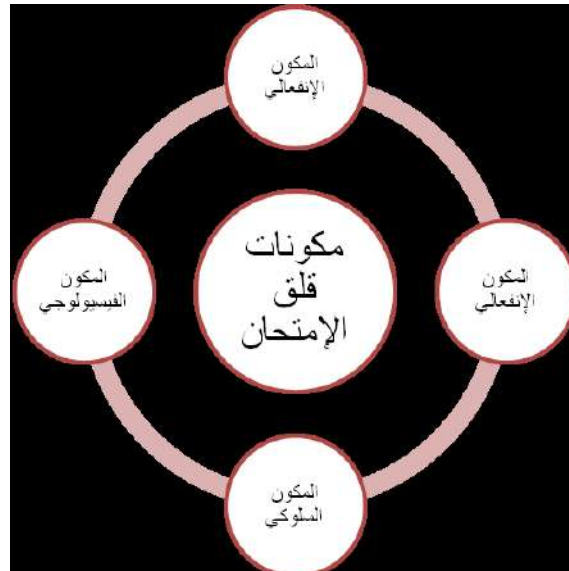 المكون
الإنفعالي
المكون
الإنفعالي
مكونات
قلق
الإمتحان
المكون
الفيسيولوجي
المكون
السلوكي